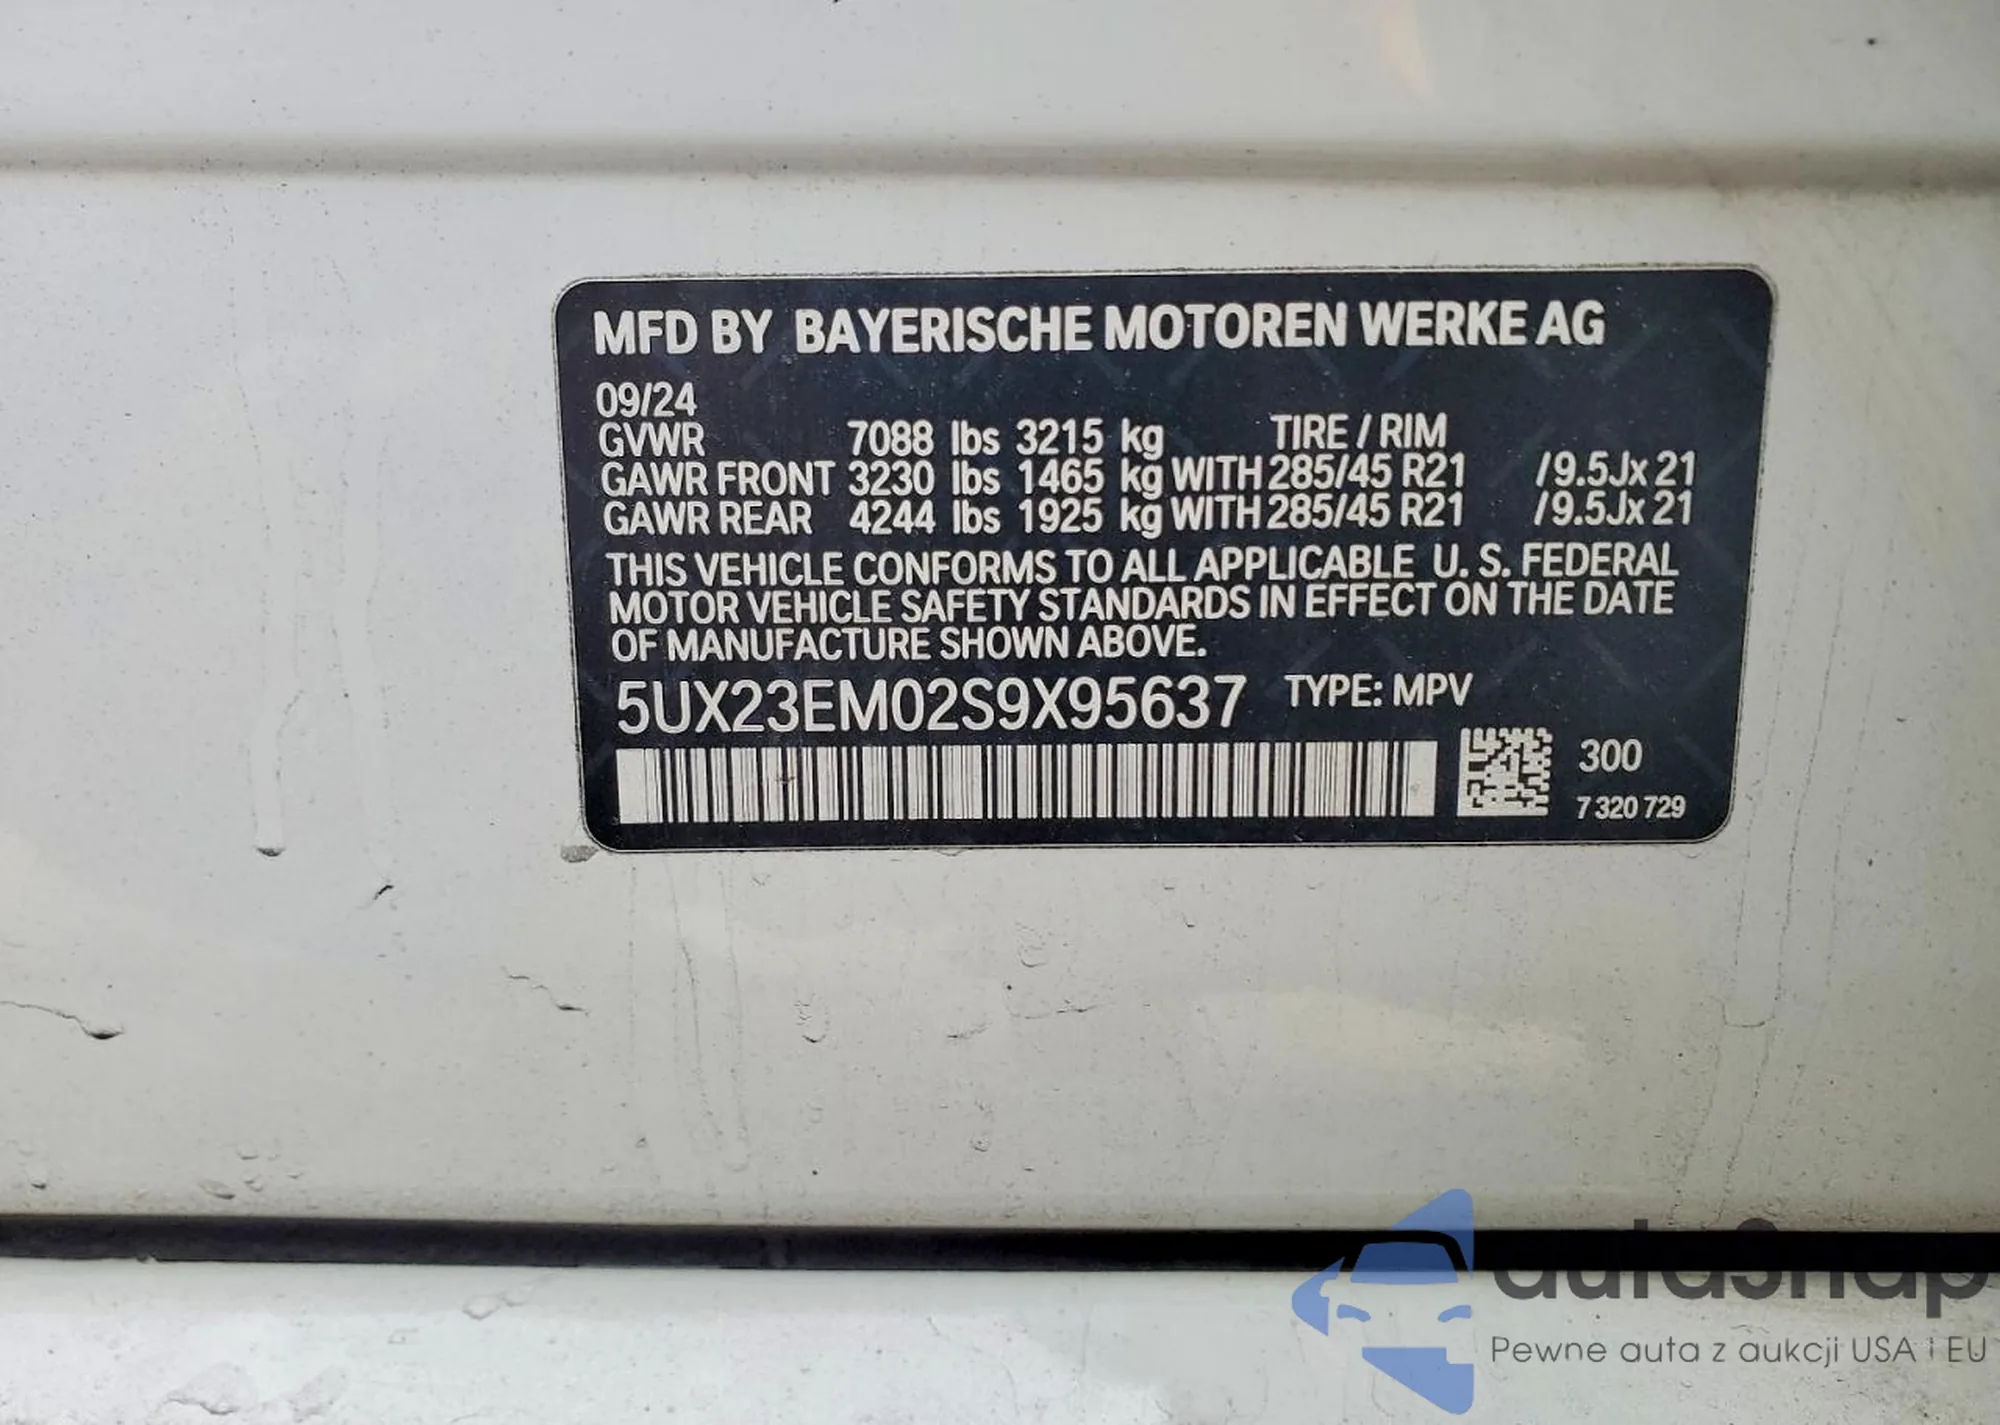 MFD BY BAYERISCHE MOTOREN WERKE AG
09/24
GVWR 7088 lbs 3215 kg TIRE / RIM
GAWR FRONT 3230 lbs 1465 kg WITH 285/45 R21 /9.5Jx 21
GAWR REAR 4244 lbs 1925 kg WITH 285/45 R21 /9.5Jx 21
THIS VEHICLE CONFORMS TO ALL APPLICABLE U. S. FEDERAL
MOTOR VEHICLE SAFETY STANDARDS IN EFFECT ON THE DATE
OF MANUFACTURE SHOWN ABOVE.
5UX23EM02S9X95637 TYPE: MPV
300
7 320 729
autaSnap
Pewne auta z aukcji USA i EU